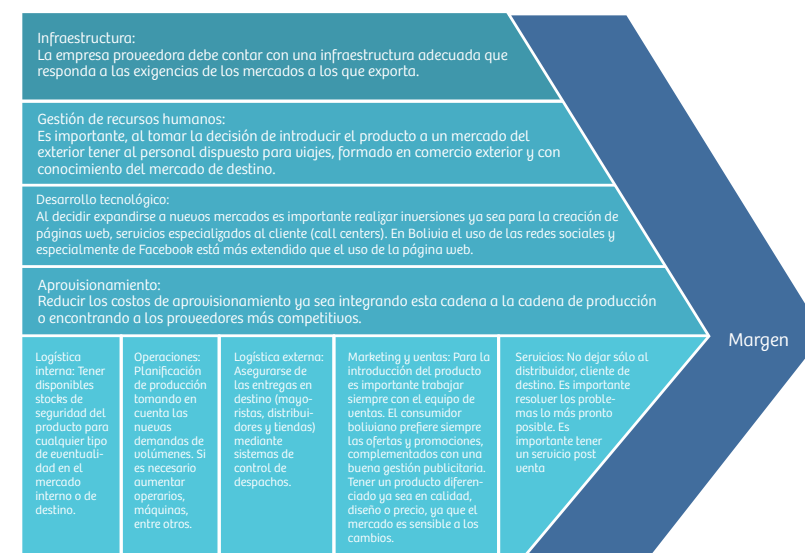 Infraestructura:
La empresa proveedora debe contar con una infraestructura adecuada que
responda a las exigencias de los mercados a los que exporta.
Gestión de recursos humanos:
Es importante, al tomar la decisión de introducir el producto a un mercado del
exterior tener al personal dispuesto para viajes, formado en comercio exterior y con
conocimiento del mercado de destino.
Desarrollo tecnológico:
Al decidir expandirse a nuevos mercados es importante realizar inversiones ya sea para la creación de
páginas web, servicios especializados al cliente (call centers). En Bolivia el uso de las redes sociales y
especialmente de Facebook está más extendido que el uso de la página web.
Aprovisionamiento:
Reducir los costos de aprovisionamiento ya sea integrando esta cadena a la cadena de producción
o encontrando a los proveedores más competitivos.
Logística
interna: Tener
disponibles
stocks de
seguridad del
producto para
cualquier tipo
de eventuali-
dad en el
mercado
interno o de
destino.
Operaciones:
Planificación
de producción
tomando en
cuenta las
nuevas
demandas de
volúmenes. Si
es necesario
aumentar
operarios,
máquinas,
entre otros.
Logística externa:
Asegurarse de
las entregas en
destino (mayo-
ristas, distribui-
dores y tiendas)
mediante
sistemas de
control de
despachos.
Marketing y ventas: Para la
introducción del producto
es importante trabajar
siempre con el equipo de
ventas. El consumidor
boliviano prefiere siempre
las ofertas y promociones,
complementados con una
buena gestión publicitaria.
Tener un producto diferen-
ciado ya sea en calidad,
diseño o precio, ya que el
mercado es sensible a los
cambios.
Servicios: No dejar sólo al
distribuidor, cliente de
destino. Es importante
resolver los proble-
mas lo más pronto
posible. Es
importante tener
un servicio post
venta
Margen